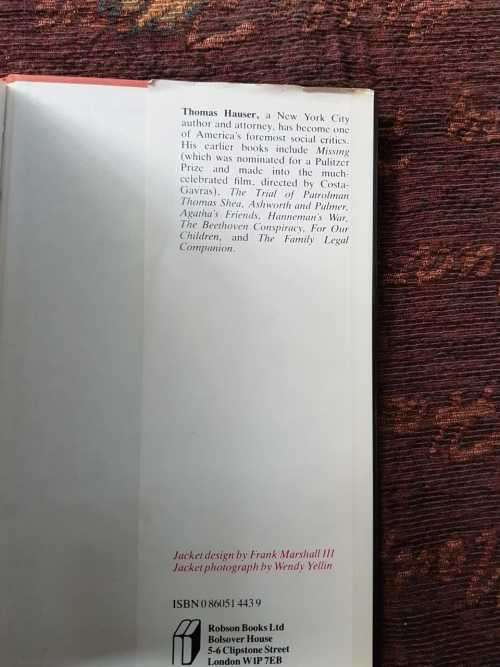 Thomas Hauser, a New York City
author and attorney, has become one
of America's foremost social critics.
His earlier books include Missing
(which was nominated for a Pulitzer
Prize and made into the much-
celebrated film, directed by Costa-
Gavras), The Trial of Patrolman
Thomas Shea, Ashworth and Palmer,
Agatha's Friends, Hanneman's War,
The Beethoven Conspiracy, For Our
Children, and The Family Legal
Companion.
Jacket design by Frank Marshall III
Jacket photograph by Wendy Yellin
ISBN 0 86051 443 9
Robson Books Ltd
Bolsover House
5-6 Clipstone Street
London W1P 7EB